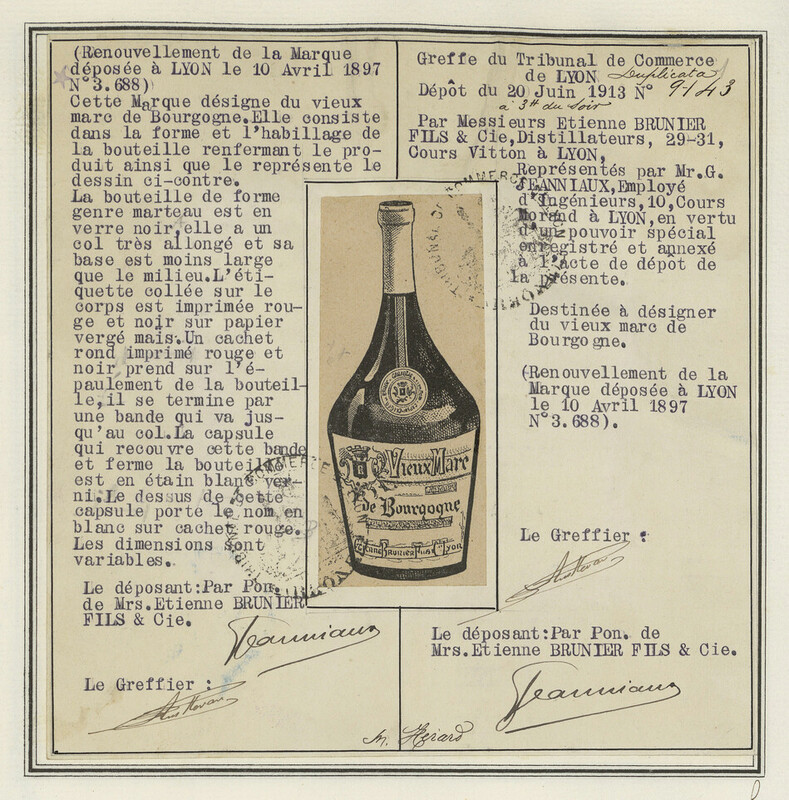 (Renouvellement de la Marque
déposée à LYON le 10 Avril 1897
N°3.688)
Cette Marque désigne du vieux
marc de Bourgogne.Elle consiste
dans la forme et l'habillage de
la bouteille renfermant le pro-
duit ainsi que le représente le
dessin ci-contre.
La bouteille de forme
genre marteau est en
verre noir,elle a un
col très allongé et sa
base est moins large
que le milieu.L'éti-
quette collée sur le
corps est imprimée rou-
ge et noir sur papier
vergé mais.Un cachet
rond imprimé rouge et
noir prend sur l'é-
paulement de la bouteil-
le,il se termine par
une bande qui va jus-
qu'au col.La capsule
qui recouvre cette bande
et ferme la bouteille
est en étain blanc ver-
ni.Le dessus de cette
capsule porte le nom en
blanc sur cachet rouge.
Les dimensions sont
variables.
Le déposant:Par Pon.
de Mrs.Etienne BRUNIER
FILS & Cie.
Jeanniaux
Le Greffier :
Vieux Marc
de Bourgogne
Etienne Brunier Fils & Cie Lyon
Greffe du Tribunal de Commerce
de LYON Duplicata
Dépôt du 20 Juin 1913 N° 9143
à 3H du soir
Par Messieurs Etienne BRUNIER
FILS & Cie,Distillateurs, 29-31,
Cours Vitton à LYON,
Représentés par Mr.G.
JEANNIAUX,Employé
d'Ingénieurs,10,Cours
Morand à LYON,en vertu
d'un pouvoir spécial
enregistré et annexé
à l'acte de dépôt de
la présente.
Destinée à désigner
du vieux marc de
Bourgogne.
(Renouvellement de la
Marque déposée à LYON
le 10 Avril 1897
N°3.688).
Le Greffier :
Le déposant:Par Pon. de
Mrs.Etienne BRUNIER FILS & Cie.
Jeanniaux